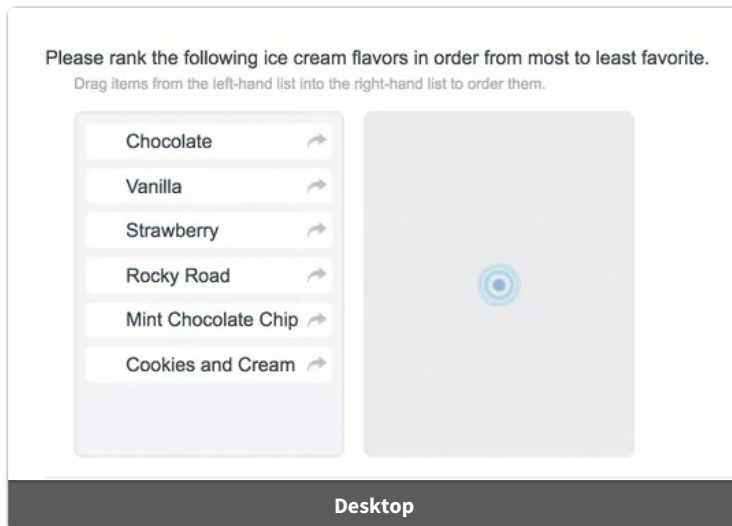 Please rank the following ice cream flavors in order from most to least favorite.
Drag items from the left-hand list into the right-hand list to order them.
Chocolate
Vanilla
Strawberry
Rocky Road
Mint Chocolate Chip
Cookies and Cream
Desktop